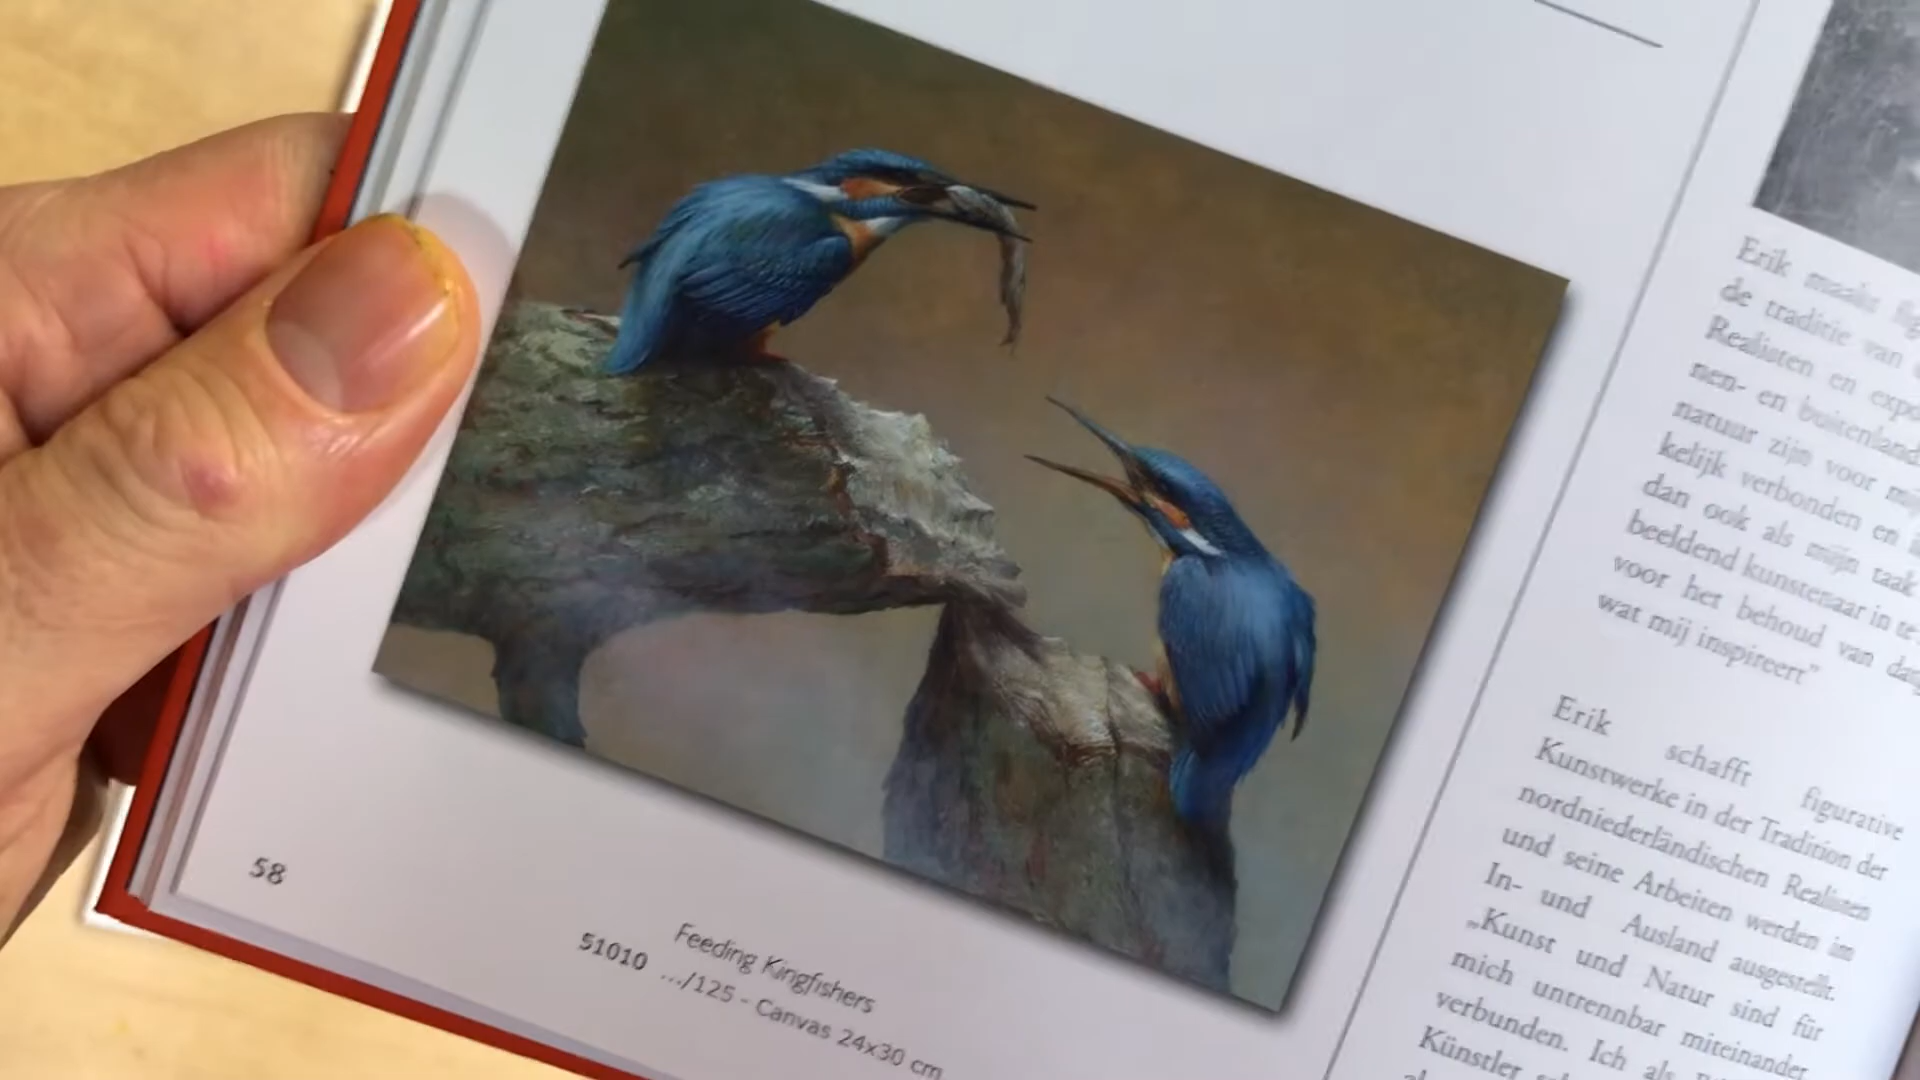 58
Feeding Kingfishers
51010 .../125 - Canvas 24x30 cm
Erik maakt
de traditie van
Realisten en
nen- en buitenland
natuur zijn voor
kelijk verbonden en
dan ook als mijn taak
beeldend kunstenaar in te
voor het behoud van
wat mij inspireert”
Erik schafft figurative
Kunstwerke in der Tradition der
nordniederländischen Realisten
und seine Arbeiten werden im
In- und Ausland ausgestellt.
„Kunst und Natur sind für
mich untrennbar miteinander
verbunden. Ich als
Künstler